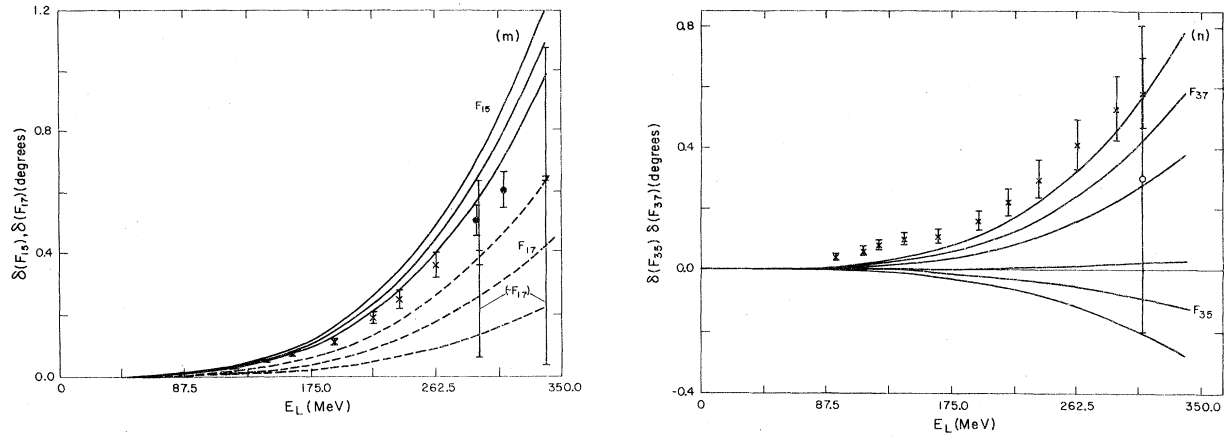 1.2
(m)
F15
0.8
δ(F15), δ(F17)(degrees)
0.4
F17
(-F17)
0.0
0
87.5
175.0
262.5
350.0
EL(MeV)
0.8
(n)
F37
0.4
δ(F35) δ(F37)(degrees)
0.0
F35
-0.4
0
87.5
175.0
262.5
350.0
EL(MeV)